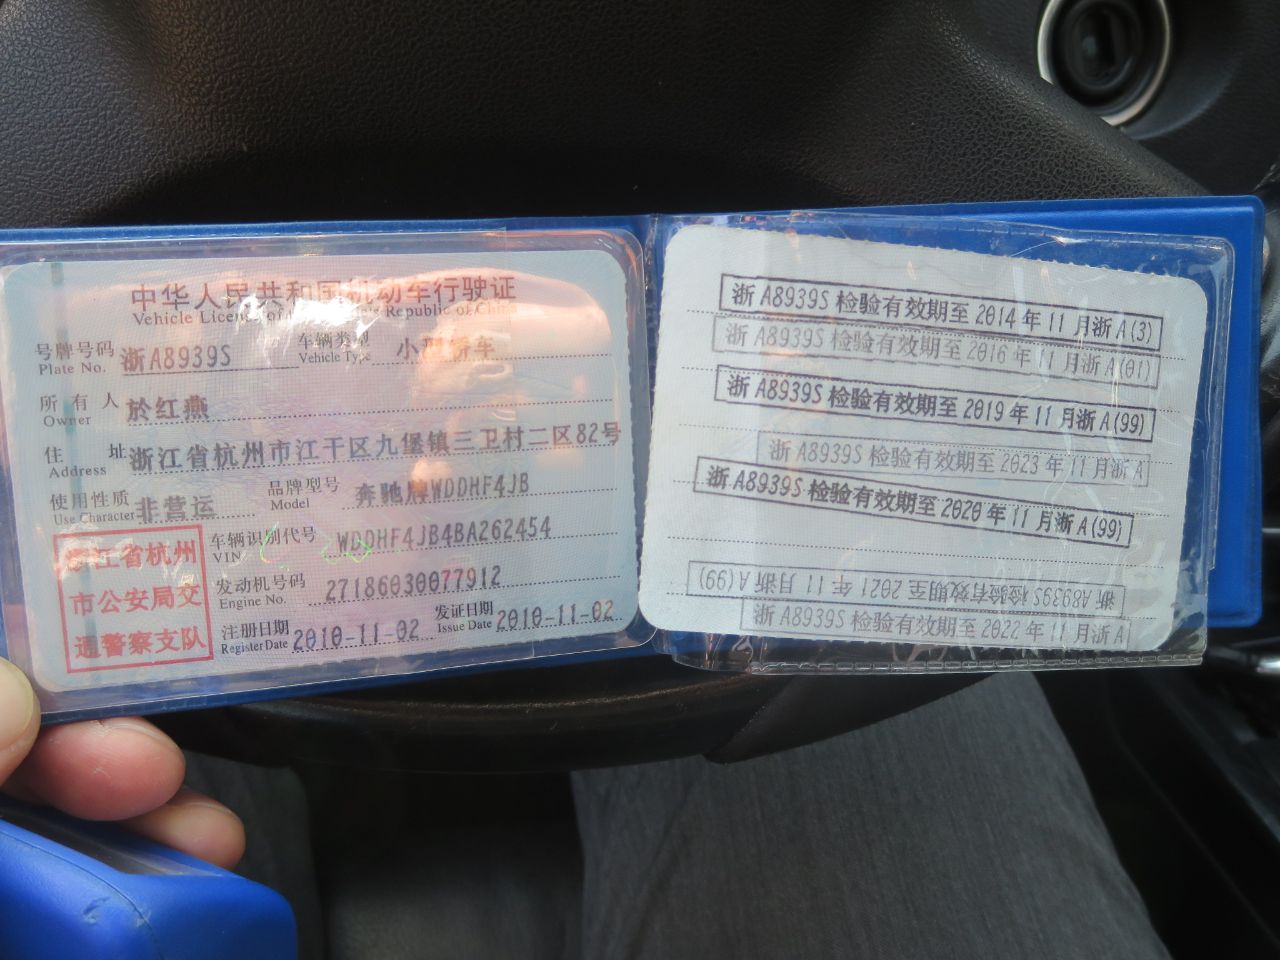 中华人民共和国机动车行驶证
Vehicle License of the People's Republic of China
号牌号码 浙A8939S 车辆类型 小型轿车
Plate No. Vehicle Type
所有人 於红燕
Owner
住址 浙江省杭州市江干区九堡镇三卫村二区82号
Address
使用性质 非营运 品牌型号 奔驰牌WDDHF4JB
Use Character Model
浙江省杭州市公安局交通警察支队
车辆识别代号 WDDHF4JB4BA262454
VIN
发动机号码 27186030077912
Engine No.
注册日期 2010-11-02 发证日期 2010-11-02
Register Date Issue Date
浙A8939S检验有效期至2014年11月浙A(3)
浙A8939S检验有效期至2016年11月浙A(01)
浙A8939S检验有效期至2019年11月浙A(99)
浙A8939S检验有效期至2023年11月浙A
浙A8939S检验有效期至2020年11月浙A(99)
浙A8939S检验有效期至2021年11月浙A(99)
浙A8939S检验有效期至2022年11月浙A